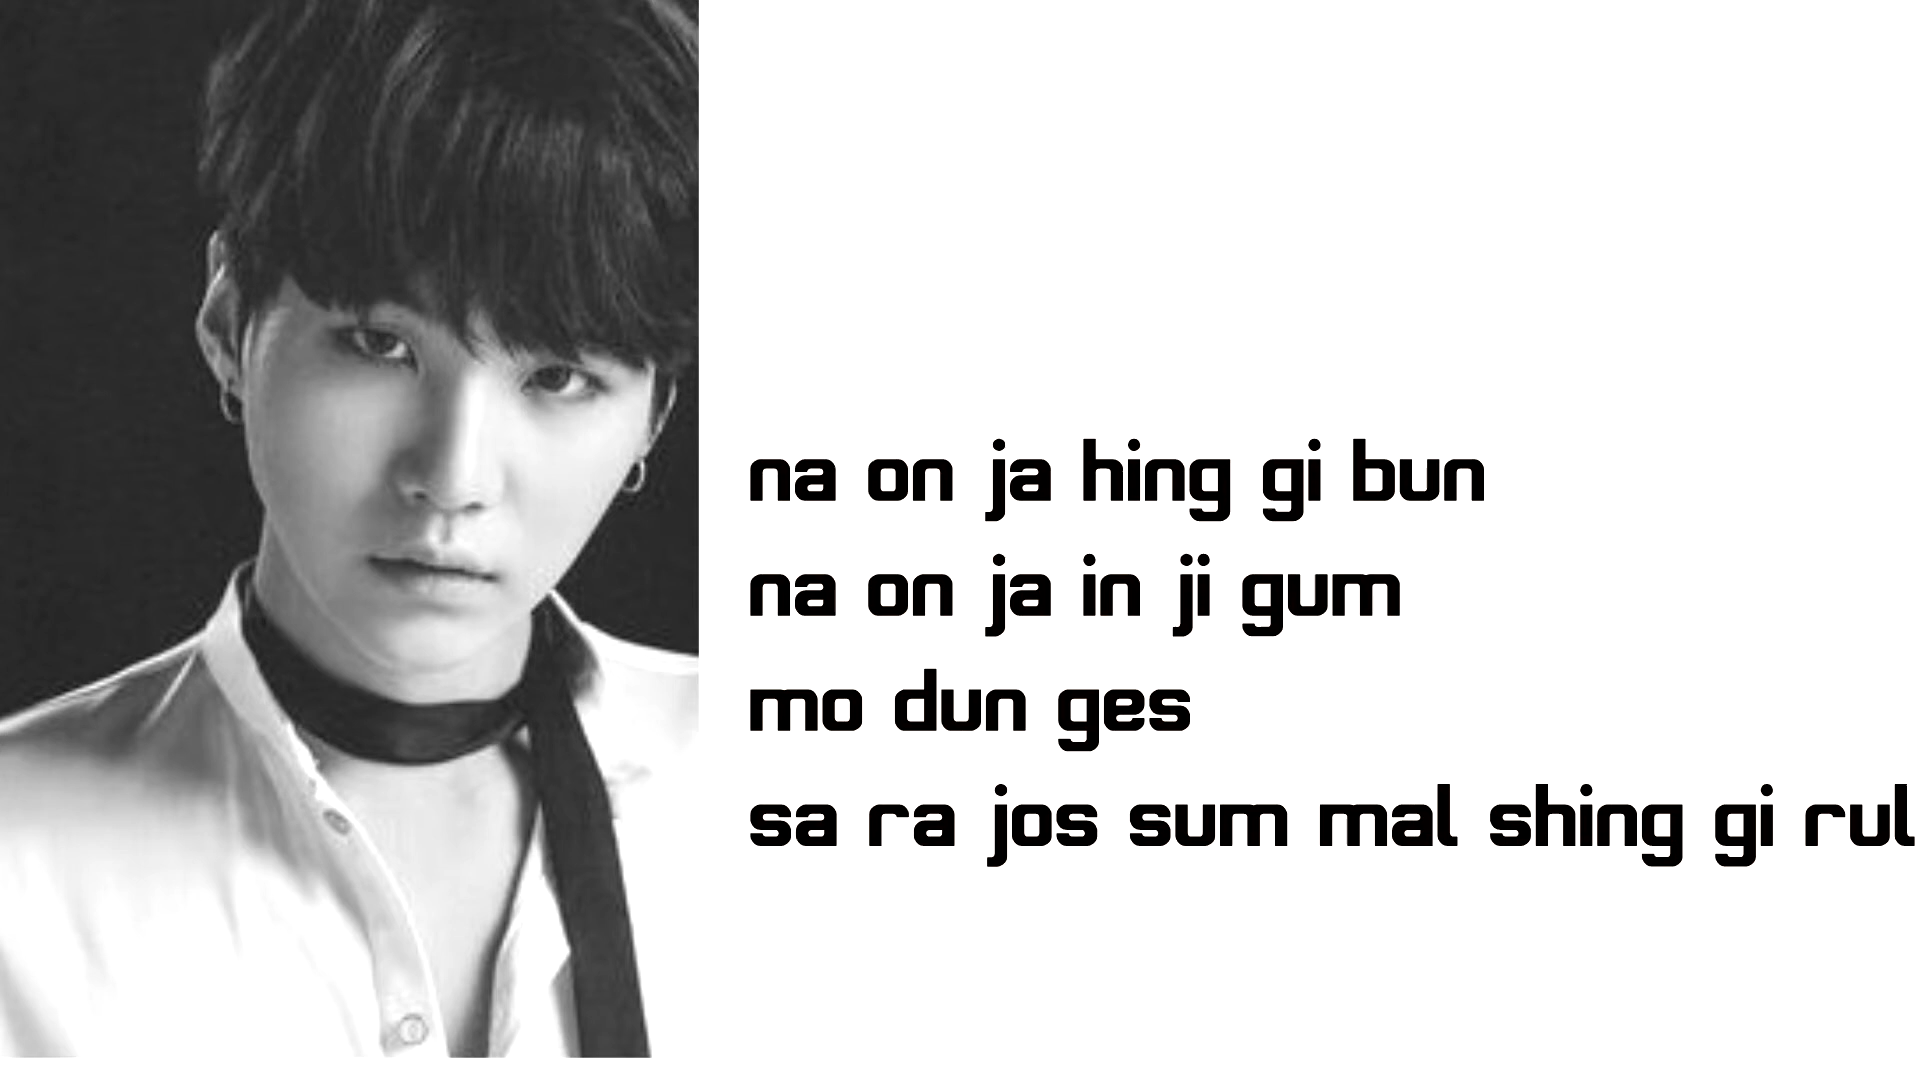 na on ja hing gi bun
na on ja in ji gum
mo dun ges
sa ra jos sum mal shing gi rul